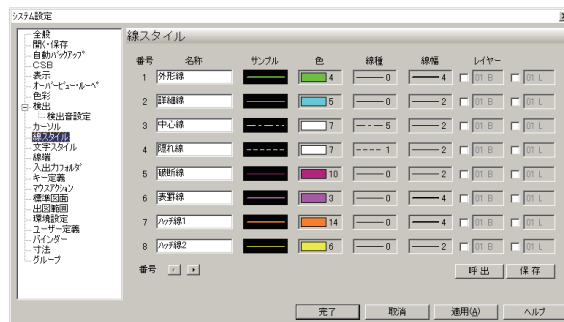 システム設定
全般
開く・保存
自動バックアップ
CSB
表示
オーバービュー・ルーペ
色彩
検出
検出音設定
カーソル
線スタイル
文字スタイル
線端
入出力フォルダ
キー定義
マウスアクション
標準図面
出図範囲
環境設定
ユーザー定義
バインダー
寸法
グループ
線スタイル
番号 名称 サンプル 色 線種 線幅 レイヤー
1 外形線 4 0 4 01 B 01 L
2 詳細線 5 0 2 01 B 01 L
3 中心線 7 5 2 01 B 01 L
4 隠れ線 7 1 2 01 B 01 L
5 破断線 10 0 2 01 B 01 L
6 表罫線 3 0 4 01 B 01 L
7 ハッチ線1 14 0 4 01 B 01 L
8 ハッチ線2 6 0 2 01 B 01 L
番号 呼出 保存
完了 取消 適用(A) ヘルプ